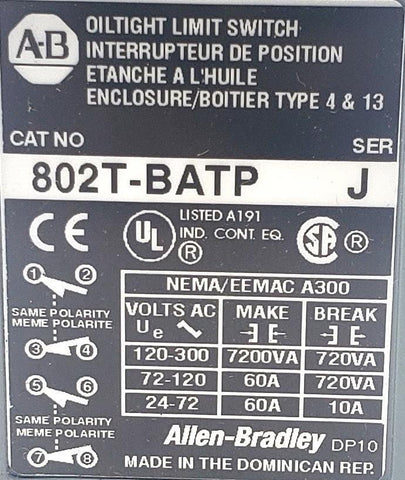 A-B
OILTIGHT LIMIT SWITCH
INTERRUPTEUR DE POSITION
ETANCHE A L'HUILE
ENCLOSURE/BOITIER TYPE 4 & 13
CAT NO SER
802T-BATP J
CE
UL ®
LISTED A191
IND. CONT. EQ.
SA ®
1 2
SAME POLARITY
MEME POLARITE
3 4
5 6
SAME POLARITY
MEME POLARITE
7 8
NEMA/EEMAC A300
VOLTS AC MAKE BREAK
Ue
120-300 7200VA 720VA
72-120 60A 720VA
24-72 60A 10A
Allen-Bradley DP10
MADE IN THE DOMINICAN REP.